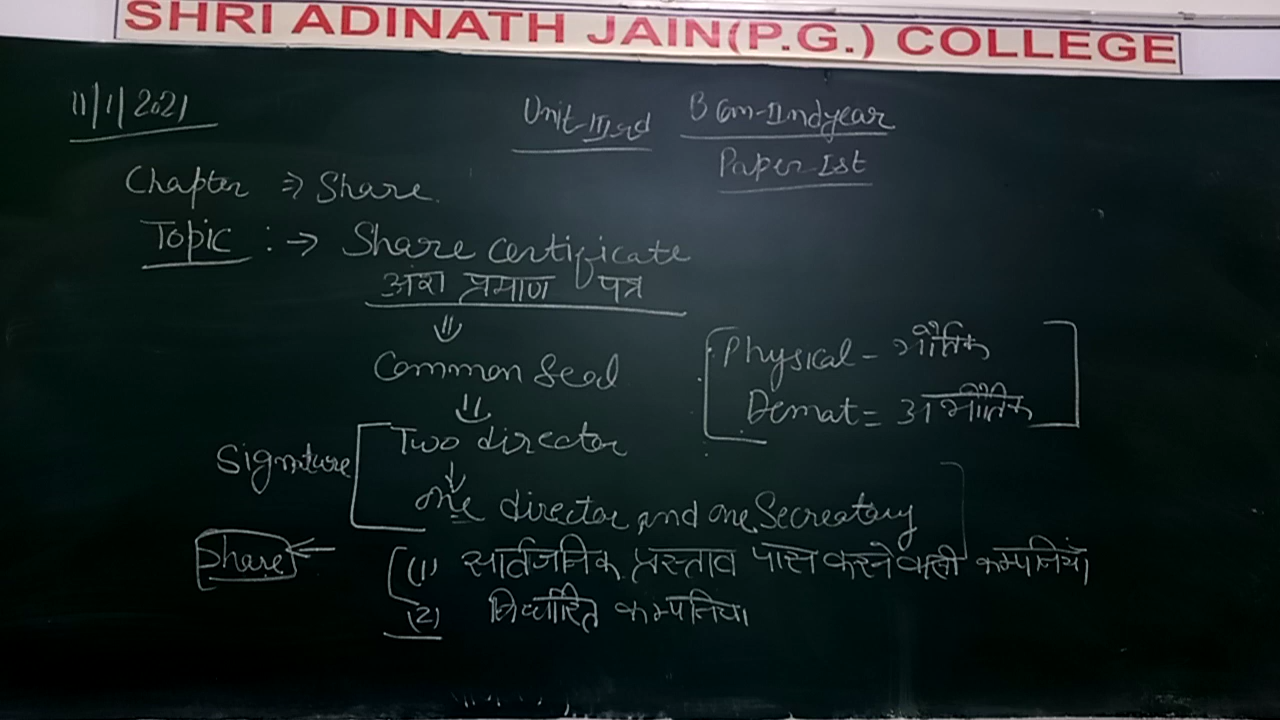 SHRI ADINATH JAIN(P.G.) COLLEGE
11/1/2021
Unit-IIIrd
B Com-IInd year
Paper Ist
Chapter ⇒ Share.
Topic :→ Share certificate
अंश प्रमाण पत्र
⇓
Common Seal
⇓
Physical - भौतिक
Demat = अभौतिक
Signature
Two director
↓
one director and one Secreatory
Share ←
(1) सार्वजनिक प्रस्ताव पास करने वाली कम्पनियां
(2) निर्धारित कम्पनियां